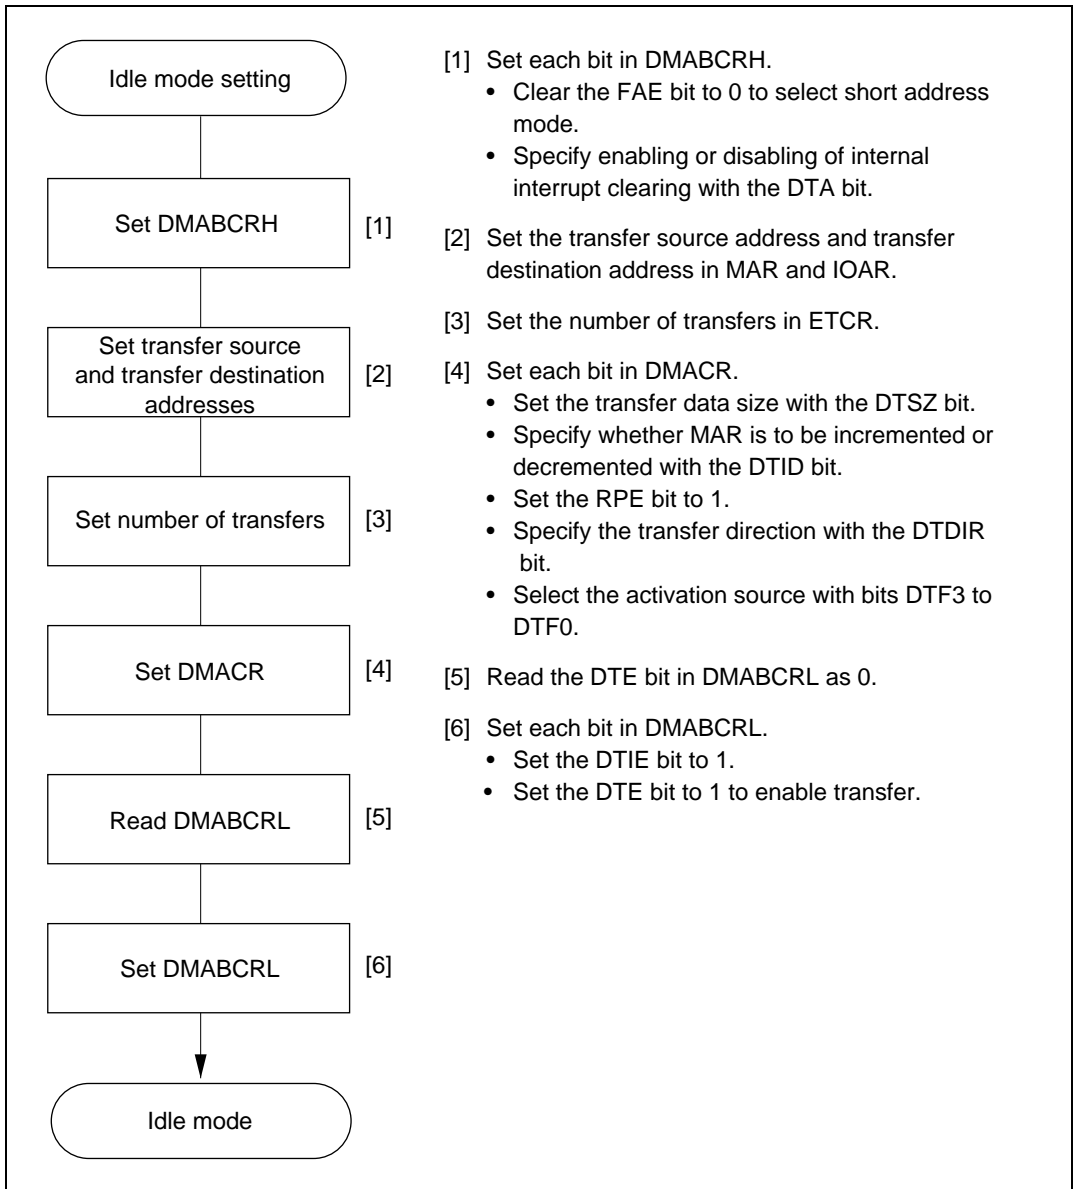 Idle mode setting
Set DMABCRH
[1]
Set transfer source
and transfer destination
addresses
[2]
Set number of transfers
[3]
Set DMACR
[4]
Read DMABCRL
[5]
Set DMABCRL
[6]
Idle mode
[1] Set each bit in DMABCRH.
• Clear the FAE bit to 0 to select short address
mode.
• Specify enabling or disabling of internal
interrupt clearing with the DTA bit.
[2] Set the transfer source address and transfer
destination address in MAR and IOAR.
[3] Set the number of transfers in ETCR.
[4] Set each bit in DMACR.
• Set the transfer data size with the DTSZ bit.
• Specify whether MAR is to be incremented or
decremented with the DTID bit.
• Set the RPE bit to 1.
• Specify the transfer direction with the DTDIR
bit.
• Select the activation source with bits DTF3 to
DTF0.
[5] Read the DTE bit in DMABCRL as 0.
[6] Set each bit in DMABCRL.
• Set the DTIE bit to 1.
• Set the DTE bit to 1 to enable transfer.